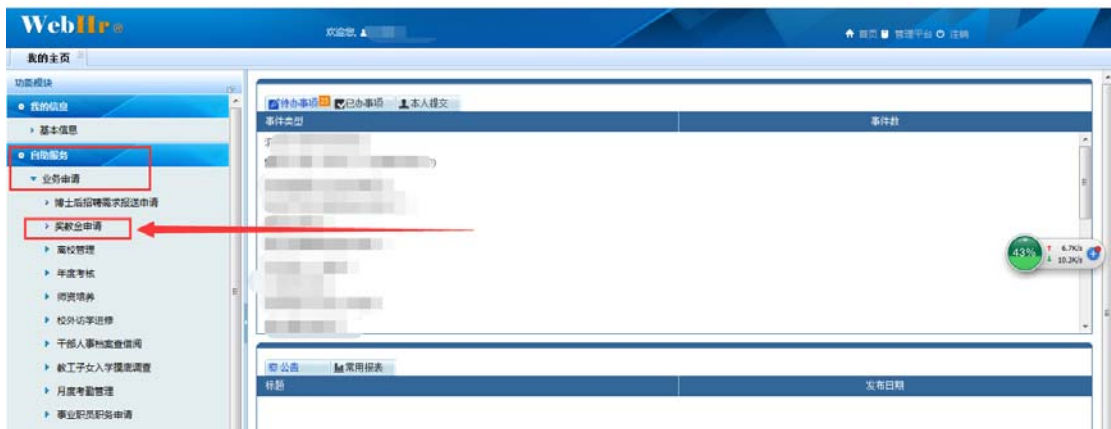 WebHr®
欢迎您,
首页 管理平台 注销
我的主页
功能模块
我的信息
基本信息
自助服务
业务申请
博士后招聘需求报送申请
奖教金申请
离校管理
年度考核
师资培养
校外访学进修
干部人事档案查借阅
教工子女入学摸底调查
月度考勤管理
事业职员职务申请
待办事项 已办事项 本人提交
事件类型 事件数
43% 6.7K/s
10.2K/s
公告 常用报表
标题 发布日期